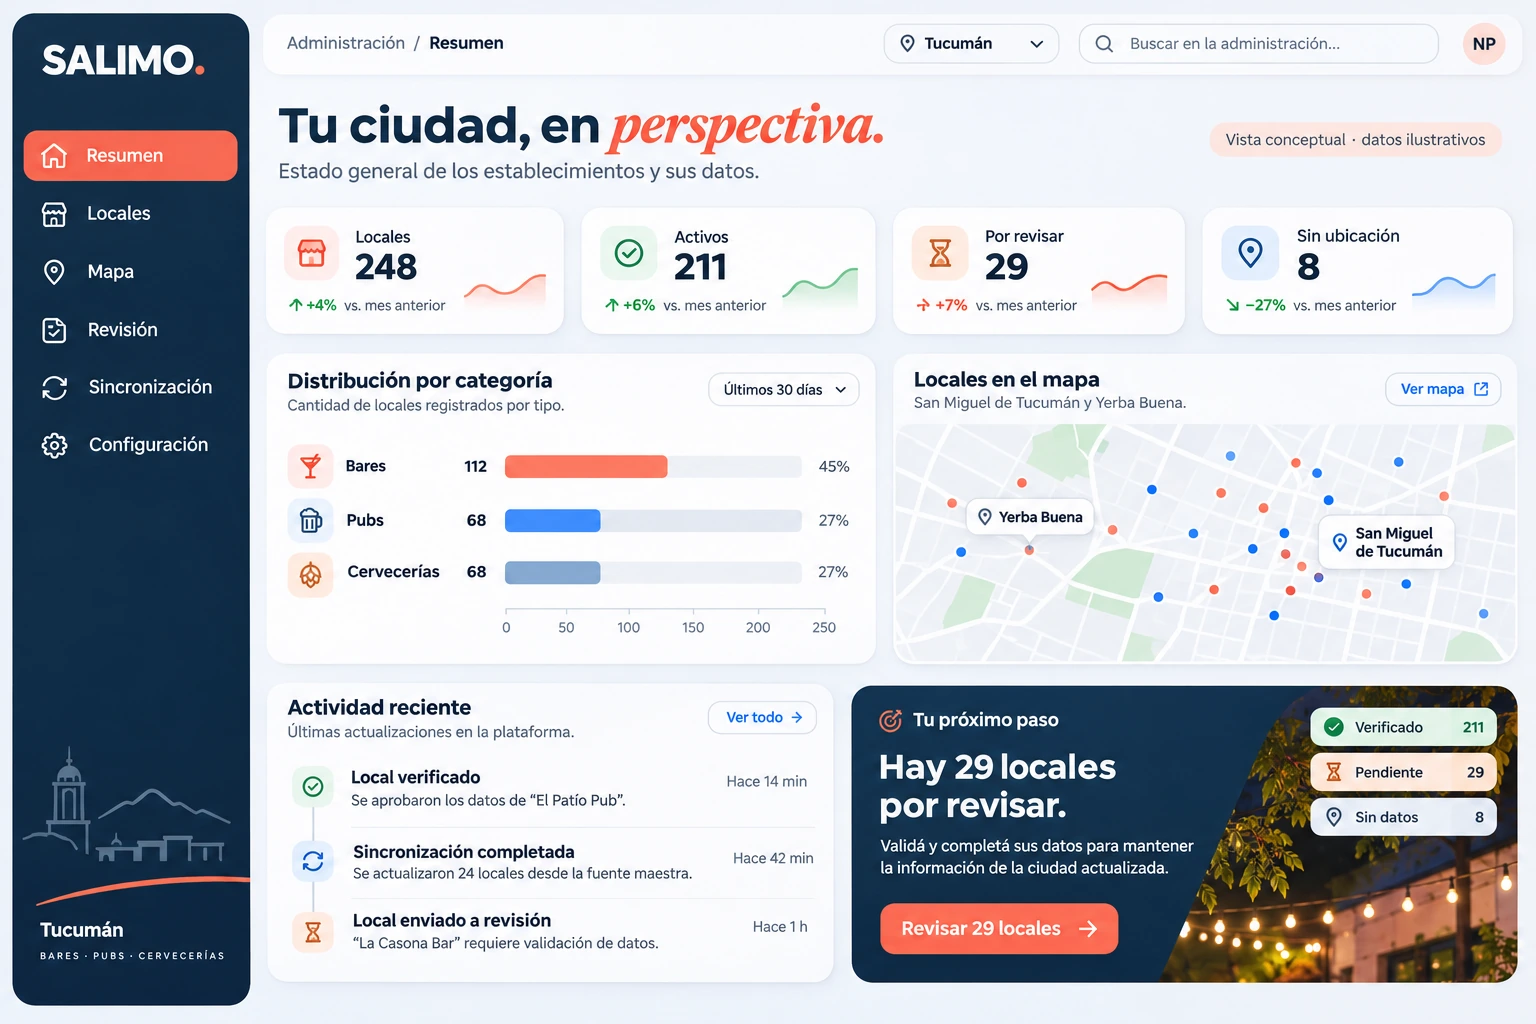 SALIMO.
Resumen
Locales
Mapa
Revisión
Sincronización
Configuración
Tucumán
BARES · PUBS · CERVECERÍAS
Administración / Resumen
Tucumán
Buscar en la administración...
NP
Tu ciudad, en perspectiva.
Estado general de los establecimientos y sus datos.
Vista conceptual · datos ilustrativos
Locales
248
+4% vs. mes anterior
Activos
211
+6% vs. mes anterior
Por revisar
29
+7% vs. mes anterior
Sin ubicación
8
−27% vs. mes anterior
Distribución por categoría
Cantidad de locales registrados por tipo.
Últimos 30 días
Bares 112 45%
Pubs 68 27%
Cervecerías 68 27%
0 50 100 150 200 250
Locales en el mapa
San Miguel de Tucumán y Yerba Buena.
Ver mapa
Yerba Buena
San Miguel
de Tucumán
Actividad reciente
Últimas actualizaciones en la plataforma.
Ver todo →
Local verificado
Se aprobaron los datos de “El Patío Pub”.
Hace 14 min
Sincronización completada
Se actualizaron 24 locales desde la fuente maestra.
Hace 42 min
Local enviado a revisión
“La Casona Bar” requiere validación de datos.
Hace 1 h
Tu próximo paso
Hay 29 locales
por revisar.
Validá y completá sus datos para mantener
la información de la ciudad actualizada.
Revisar 29 locales →
Verificado 211
Pendiente 29
Sin datos 8